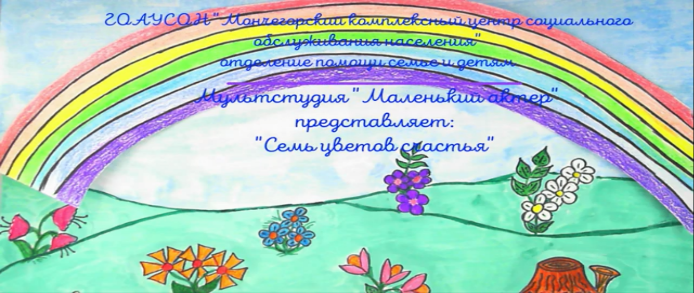 ГОАУСОН "Мончегорский комплексный центр социального
обслуживания населения"
отделение помощи семье и детям
Мультстудия "Маленький актер"
представляет:
"Семь цветов счастья"